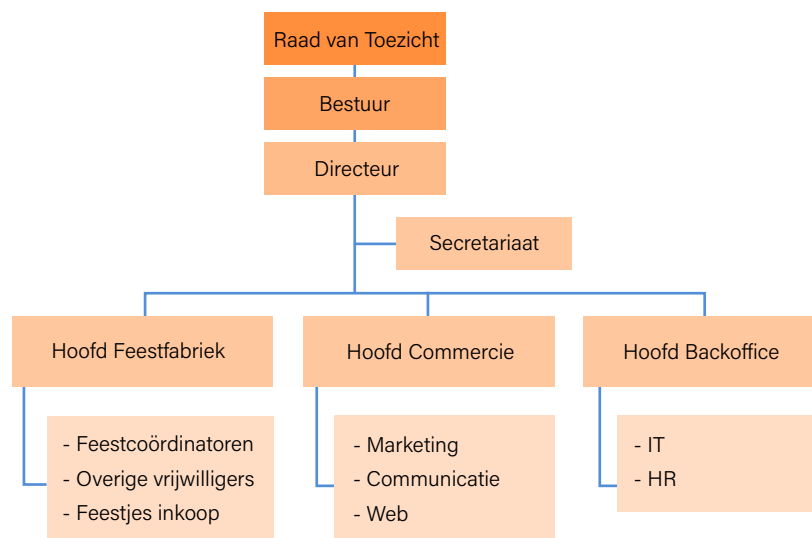 Raad van Toezicht
Bestuur
Directeur
Secretariaat
Hoofd Feestfabriek
- Feestcoördinatoren
- Overige vrijwilligers
- Feestjes inkoop
Hoofd Commercie
- Marketing
- Communicatie
- Web
Hoofd Backoffice
- IT
- HR